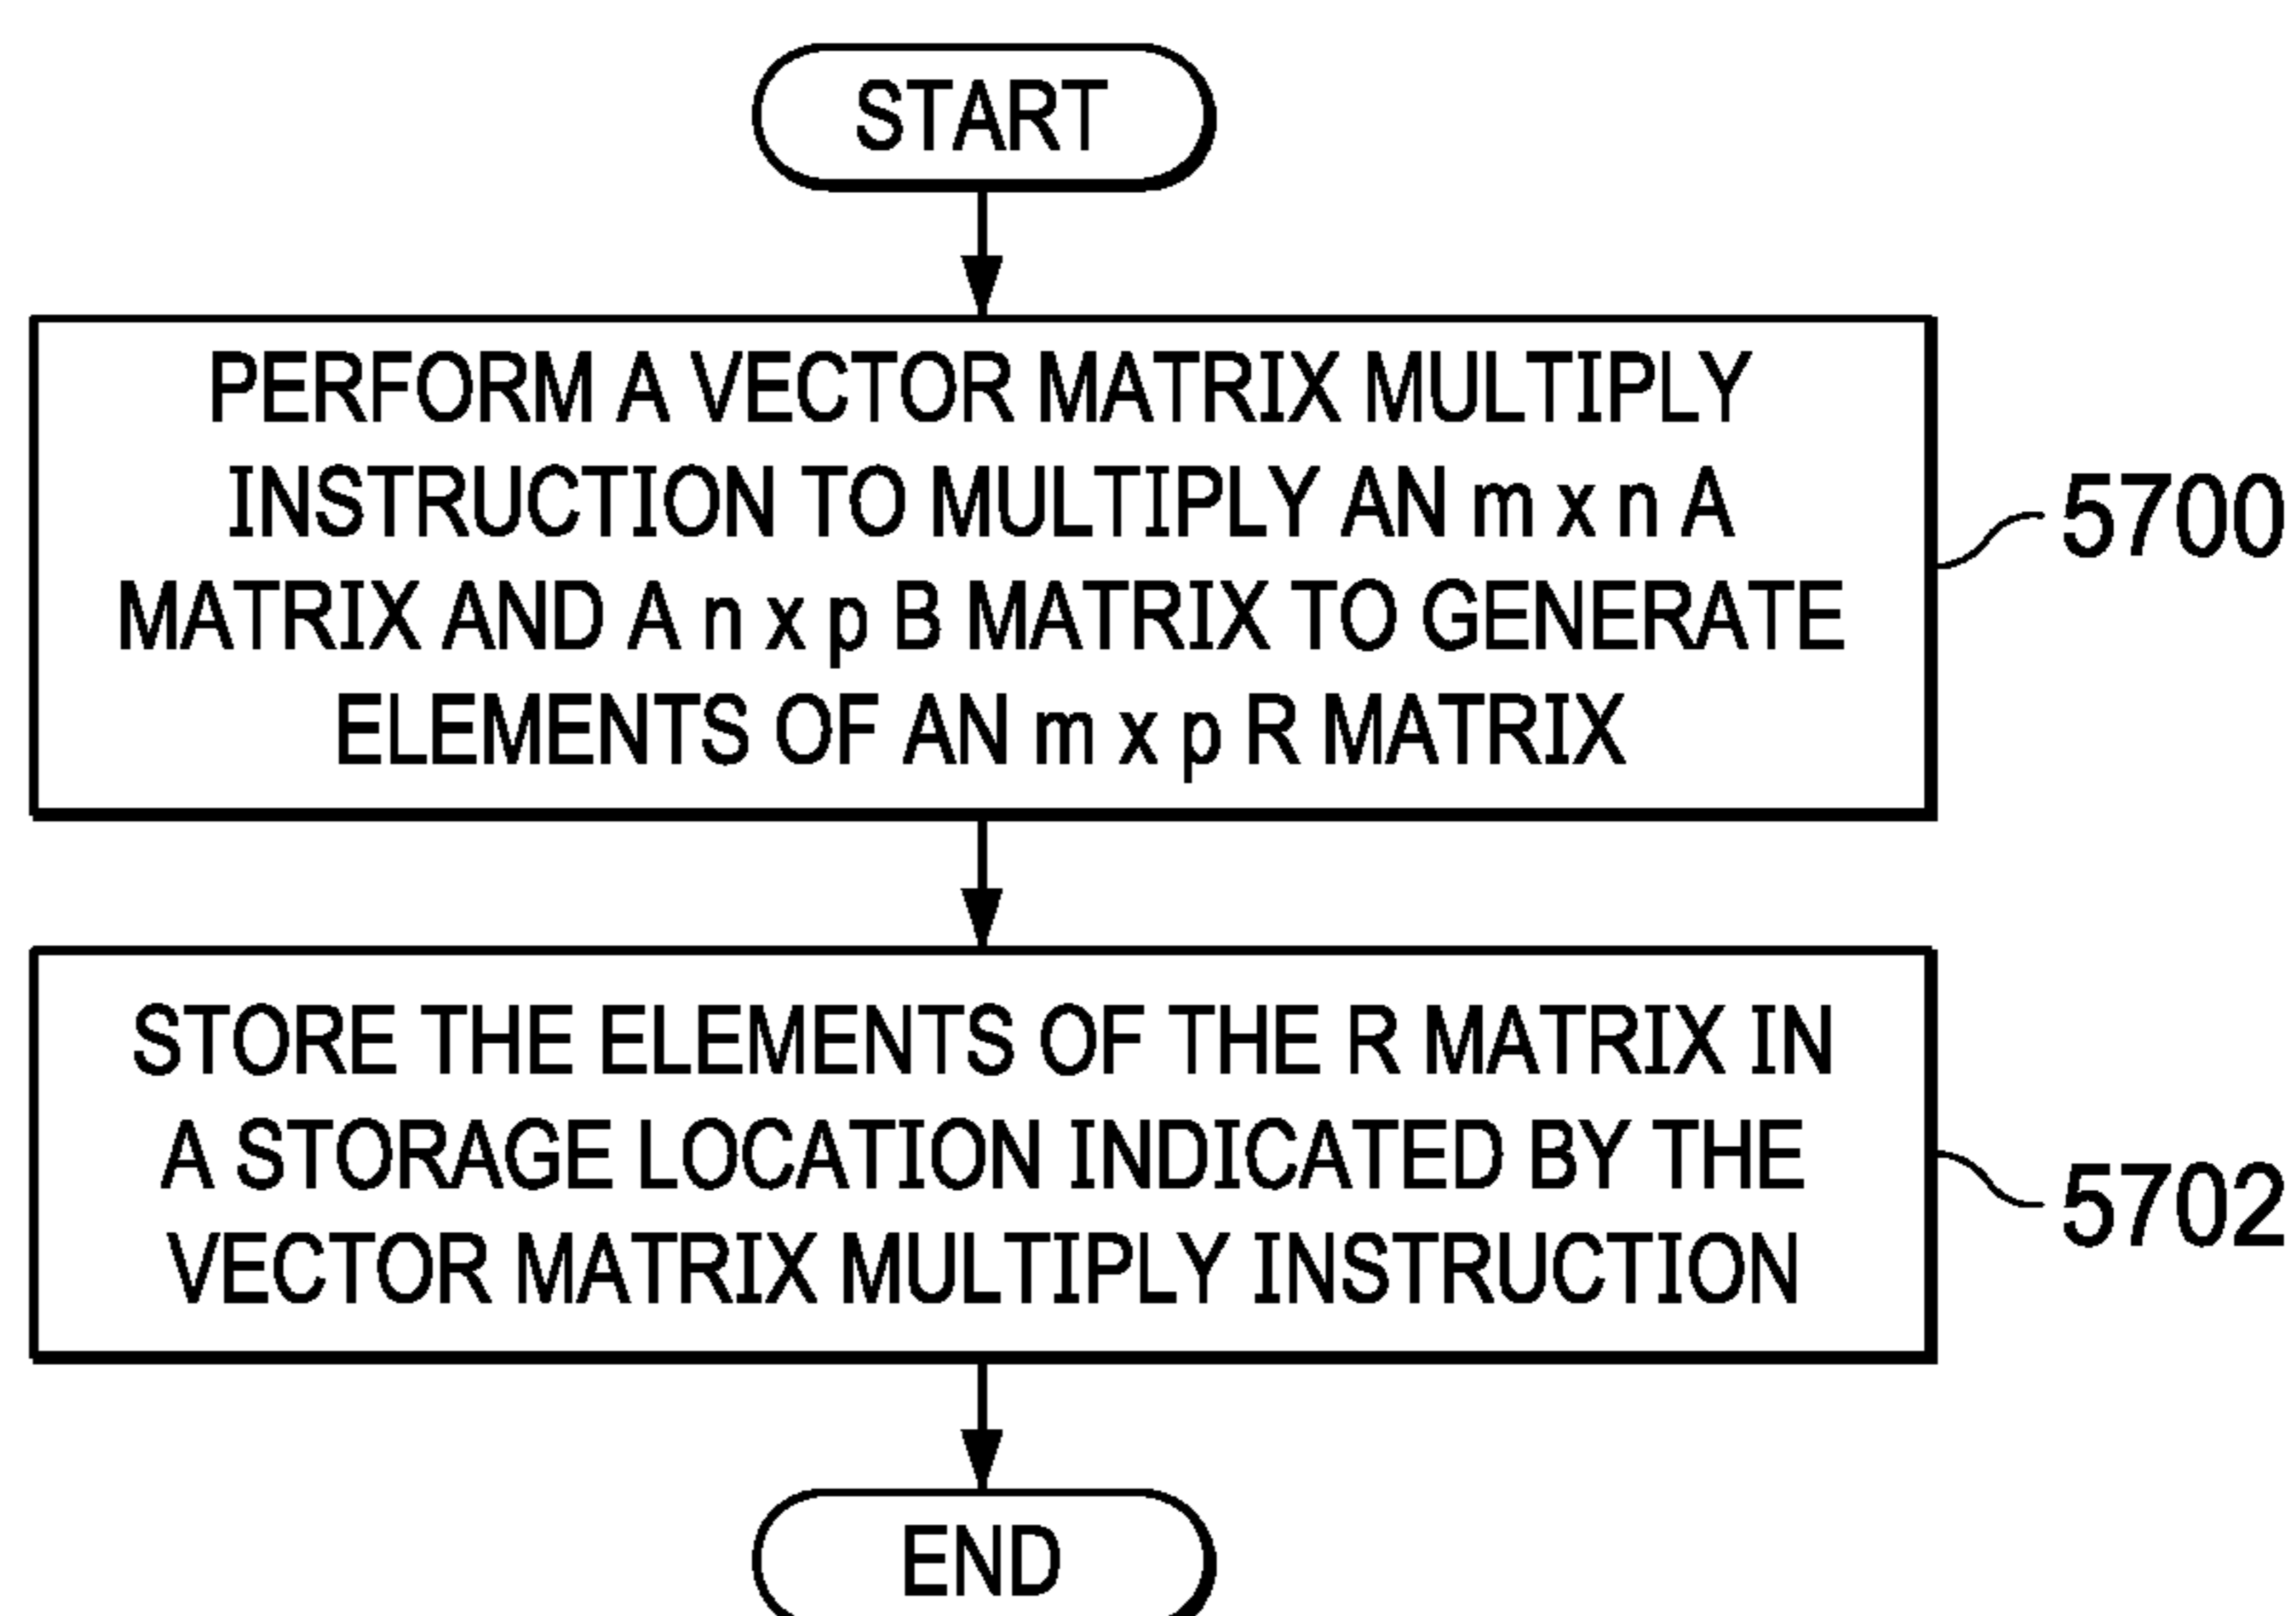 START
PERFORM A VECTOR MATRIX MULTIPLY
INSTRUCTION TO MULTIPLY AN m x n A
MATRIX AND A n x p B MATRIX TO GENERATE
ELEMENTS OF AN m x p R MATRIX
5700
STORE THE ELEMENTS OF THE R MATRIX IN
A STORAGE LOCATION INDICATED BY THE
VECTOR MATRIX MULTIPLY INSTRUCTION
5702
END